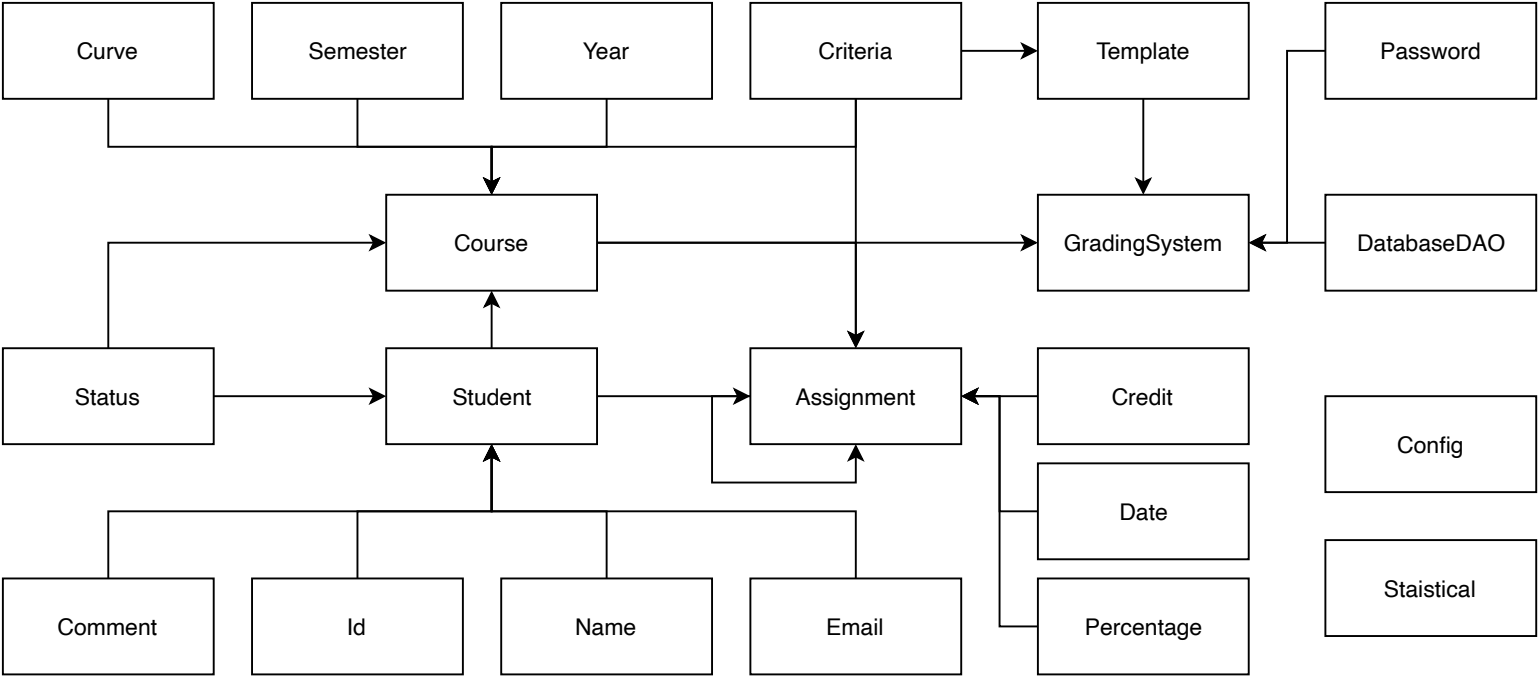 Curve
Semester
Year
Criteria
Template
Password
Course
GradingSystem
DatabaseDAO
Status
Student
Assignment
Credit
Config
Date
Staistical
Comment
Id
Name
Email
Percentage